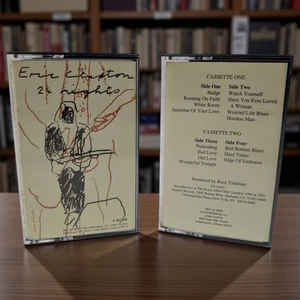 Eric Clapton
24 nights
CASSETTE ONE
Side One
Badge
Running On Faith
White Room
Sunshine Of Your Love
Side Two
Watch Yourself
Have You Ever Loved
A Woman
Worried Life Blues
Hoodoo Man
CASSETTE TWO
Side Three
Pretending
Bad Love
Old Love
Wonderful Tonight
Side Four
Bell Bottom Blues
Hard Times
Edge Of Darkness
Produced by Russ Titelman